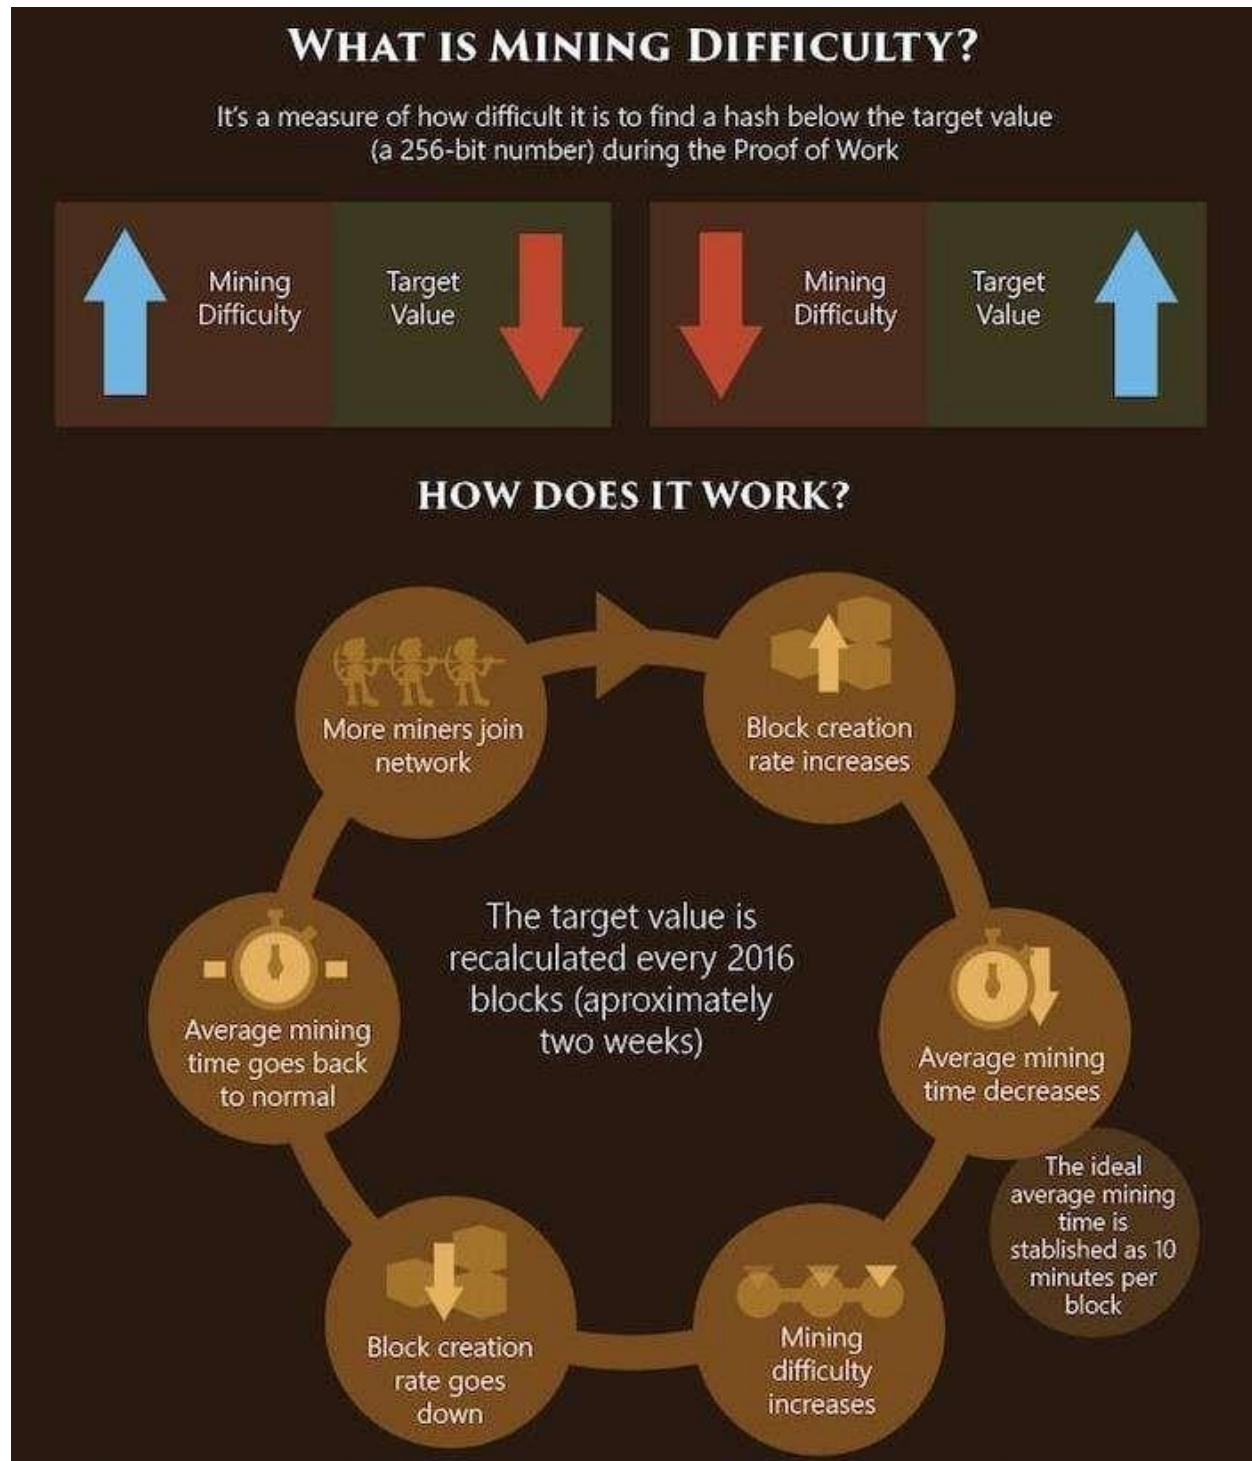 WHAT IS MINING DIFFICULTY?
It's a measure of how difficult it is to find a hash below the target value
(a 256-bit number) during the Proof of Work
Mining
Difficulty
Target
Value
Mining
Difficulty
Target
Value
HOW DOES IT WORK?
More miners join
network
Block creation
rate increases
The target value is
recalculated every 2016
blocks (aproximately
two weeks)
Average mining
time goes back
to normal
Average mining
time decreases
The ideal
average mining
time is
stablished as 10
minutes per
block
Block creation
rate goes
down
Mining
difficulty
increases